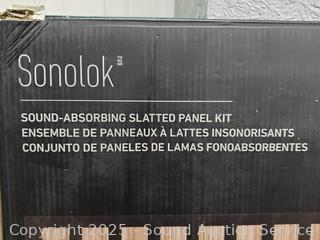 Sonolok
SOUND-ABSORBING SLATTED PANEL KIT
ENSEMBLE DE PANNEAUX À LATTES INSONORISANTS
CONJUNTO DE PANELES DE LAMAS FONOABSORBENTES
Copyright 2025 - Sound Auction Service